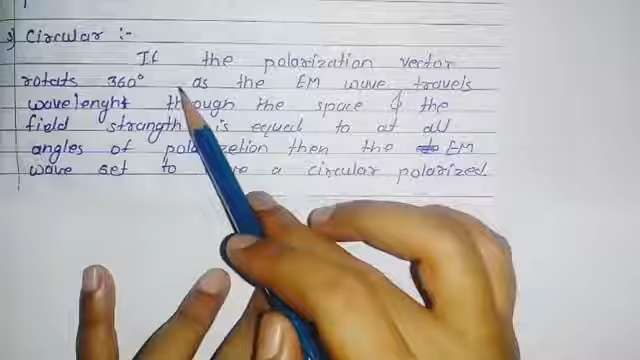 3) Circular :-
If the polarization vector
rotats 360° as the EM wave travels
wavelenght through the space & the
field strength is equal to at all
angles of polarization then the EM
wave set to a circular polarized.